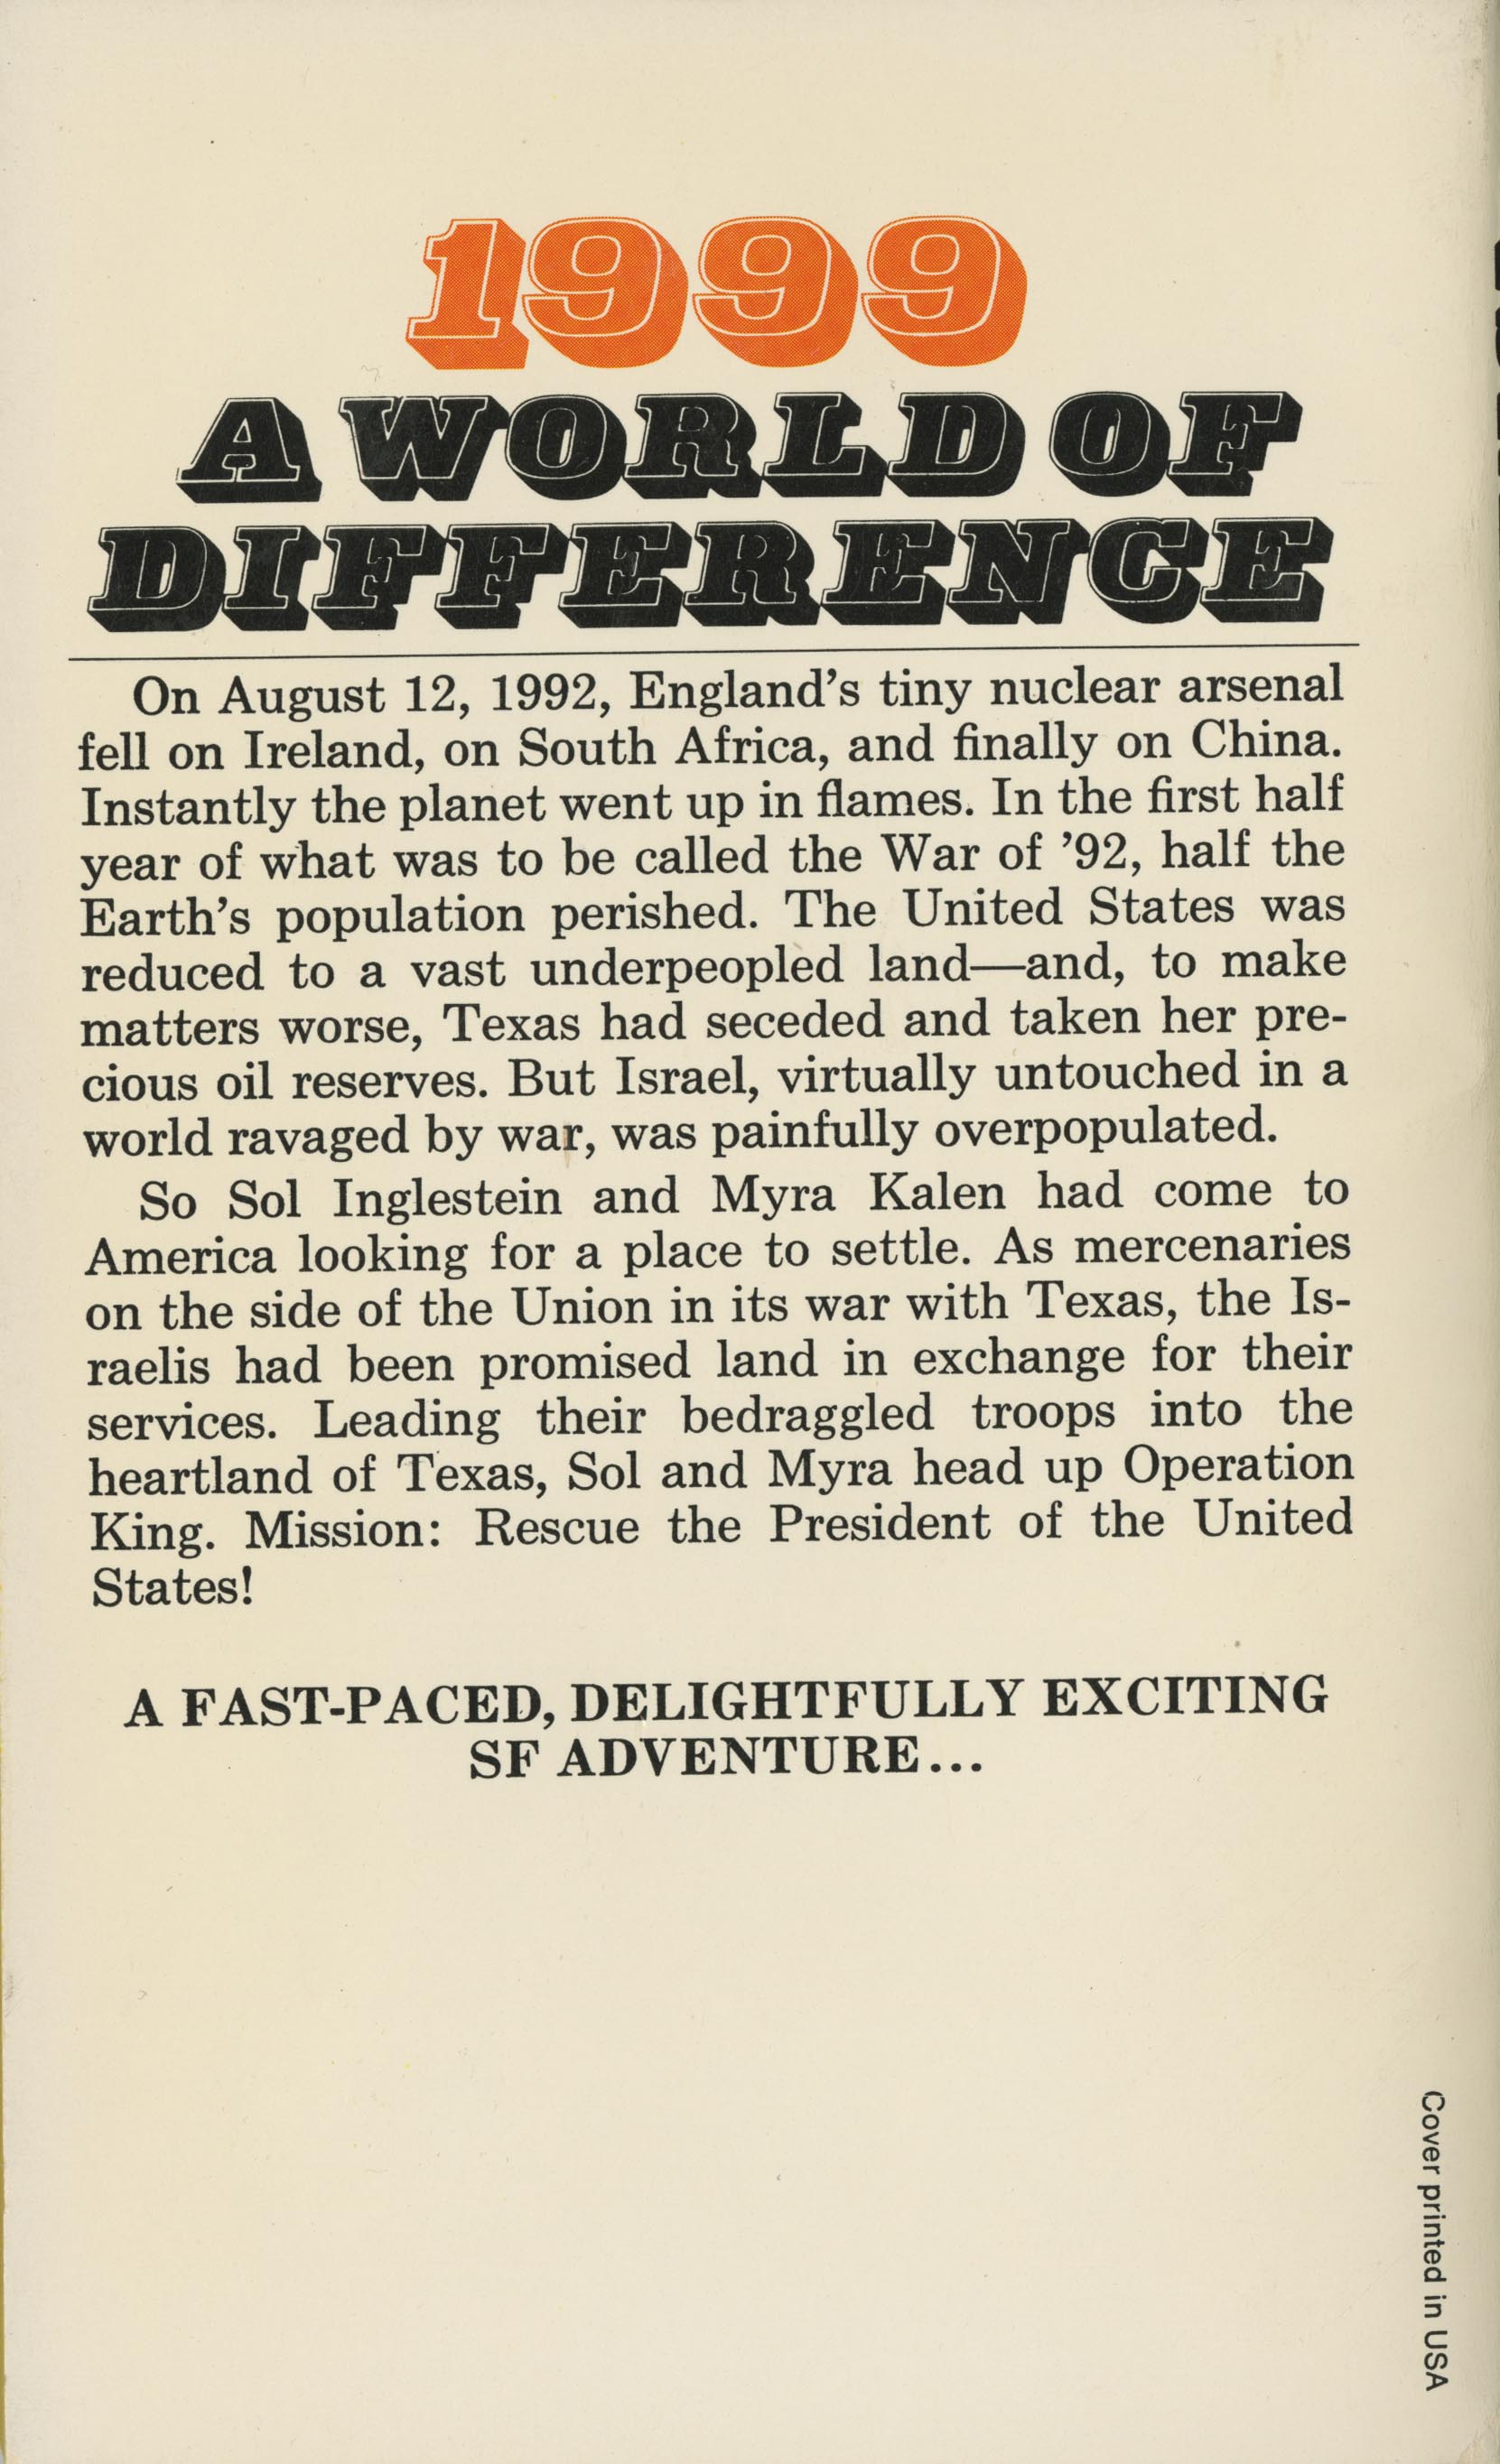 1999
A WORLD OF
DIFFERENCE
On August 12, 1992, England’s tiny nuclear arsenal
fell on Ireland, on South Africa, and finally on China.
Instantly the planet went up in flames. In the first half
year of what was to be called the War of ’92, half the
Earth’s population perished. The United States was
reduced to a vast underpeopled land—and, to make
matters worse, Texas had seceded and taken her pre-
cious oil reserves. But Israel, virtually untouched in a
world ravaged by war, was painfully overpopulated.
So Sol Inglestein and Myra Kalen had come to
America looking for a place to settle. As mercenaries
on the side of the Union in its war with Texas, the Is-
raelis had been promised land in exchange for their
services. Leading their bedraggled troops into the
heartland of Texas, Sol and Myra head up Operation
King. Mission: Rescue the President of the United
States!
A FAST-PACED, DELIGHTFULLY EXCITING
SF ADVENTURE...
Cover printed in USA